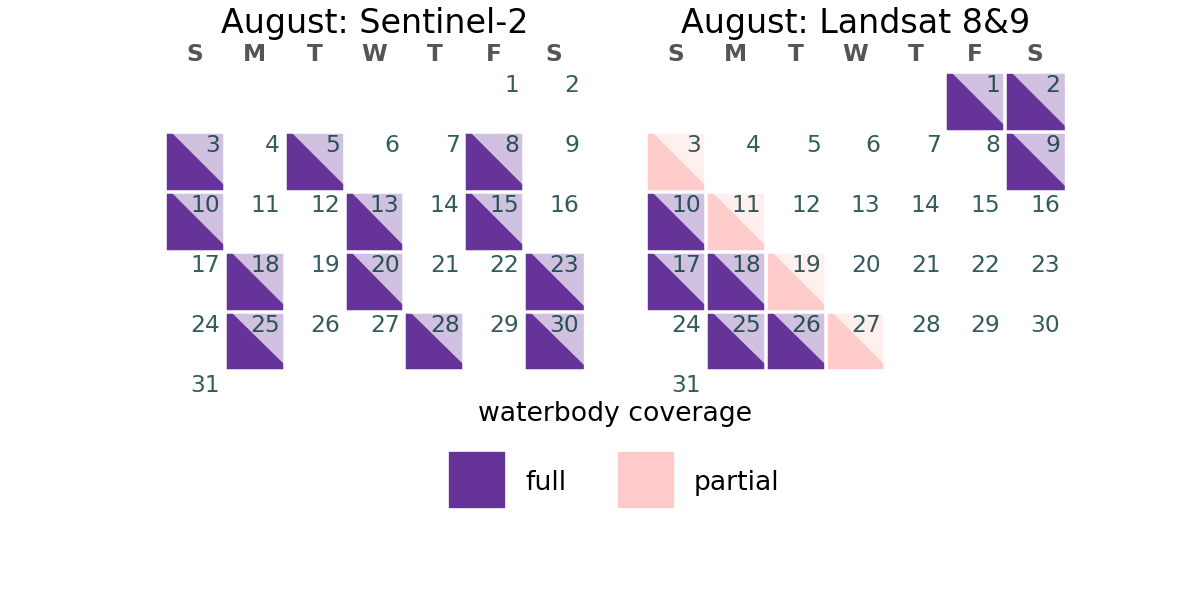 August: Sentinel-2
S M T W T F S
1 2
3 4 5 6 7 8 9
10 11 12 13 14 15 16
17 18 19 20 21 22 23
24 25 26 27 28 29 30
31
August: Landsat 8&9
S M T W T F S
1 2
3 4 5 6 7 8 9
10 11 12 13 14 15 16
17 18 19 20 21 22 23
24 25 26 27 28 29 30
31
waterbody coverage
full
partial